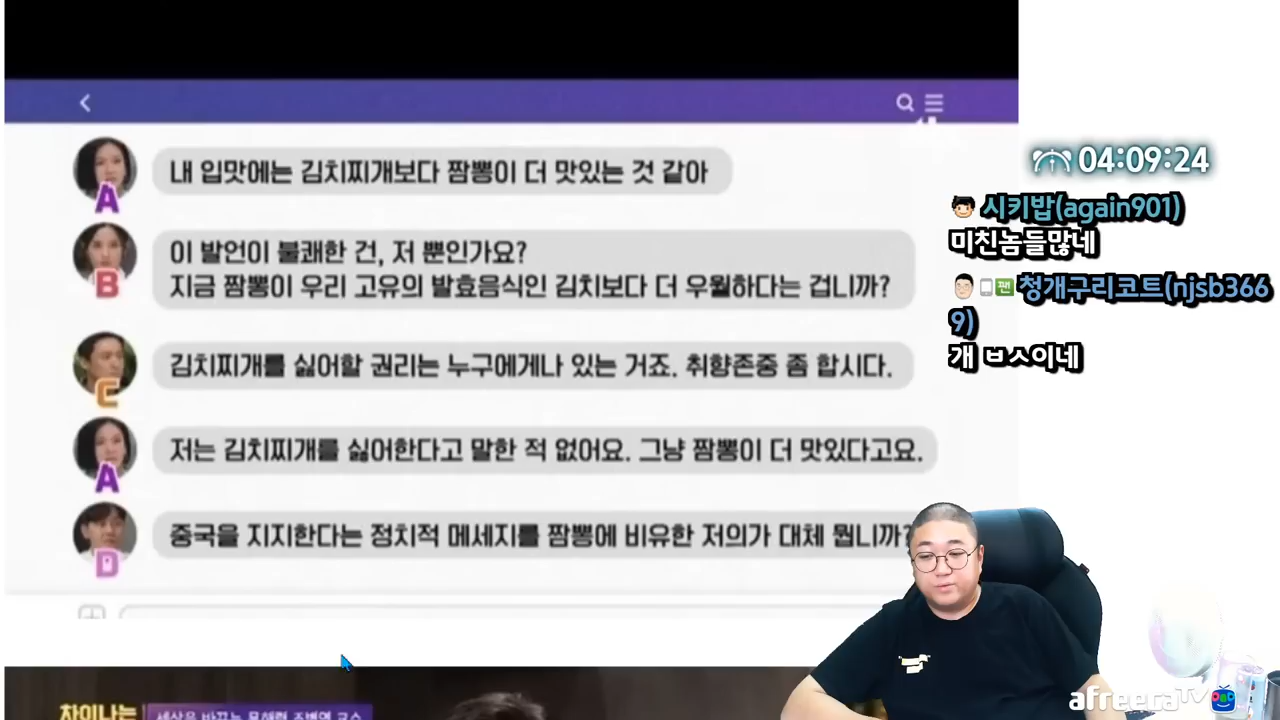 내 입맛에는 김치찌개보다 짬뽕이 더 맛있는 것 같아
A
이 발언이 불쾌한 건, 저 뿐인가요?
지금 짬뽕이 우리 고유의 발효음식인 김치보다 더 우월하다는 겁니까?
B
김치찌개를 싫어할 권리는 누구에게나 있는 거죠. 취향존중 좀 합시다.
C
저는 김치찌개를 싫어한다고 말한 적 없어요. 그냥 짬뽕이 더 맛있다고요.
A
중국을 지지한다는 정치적 메세지를 짬뽕에 비유한 저의가 대체 뭡니까?
D
차이나는
04:09:24
시키밥(again901)
미친놈들많네
팬 청개구리코트(njsb366
9)
개 ㅂㅅ이네
afreecaTV